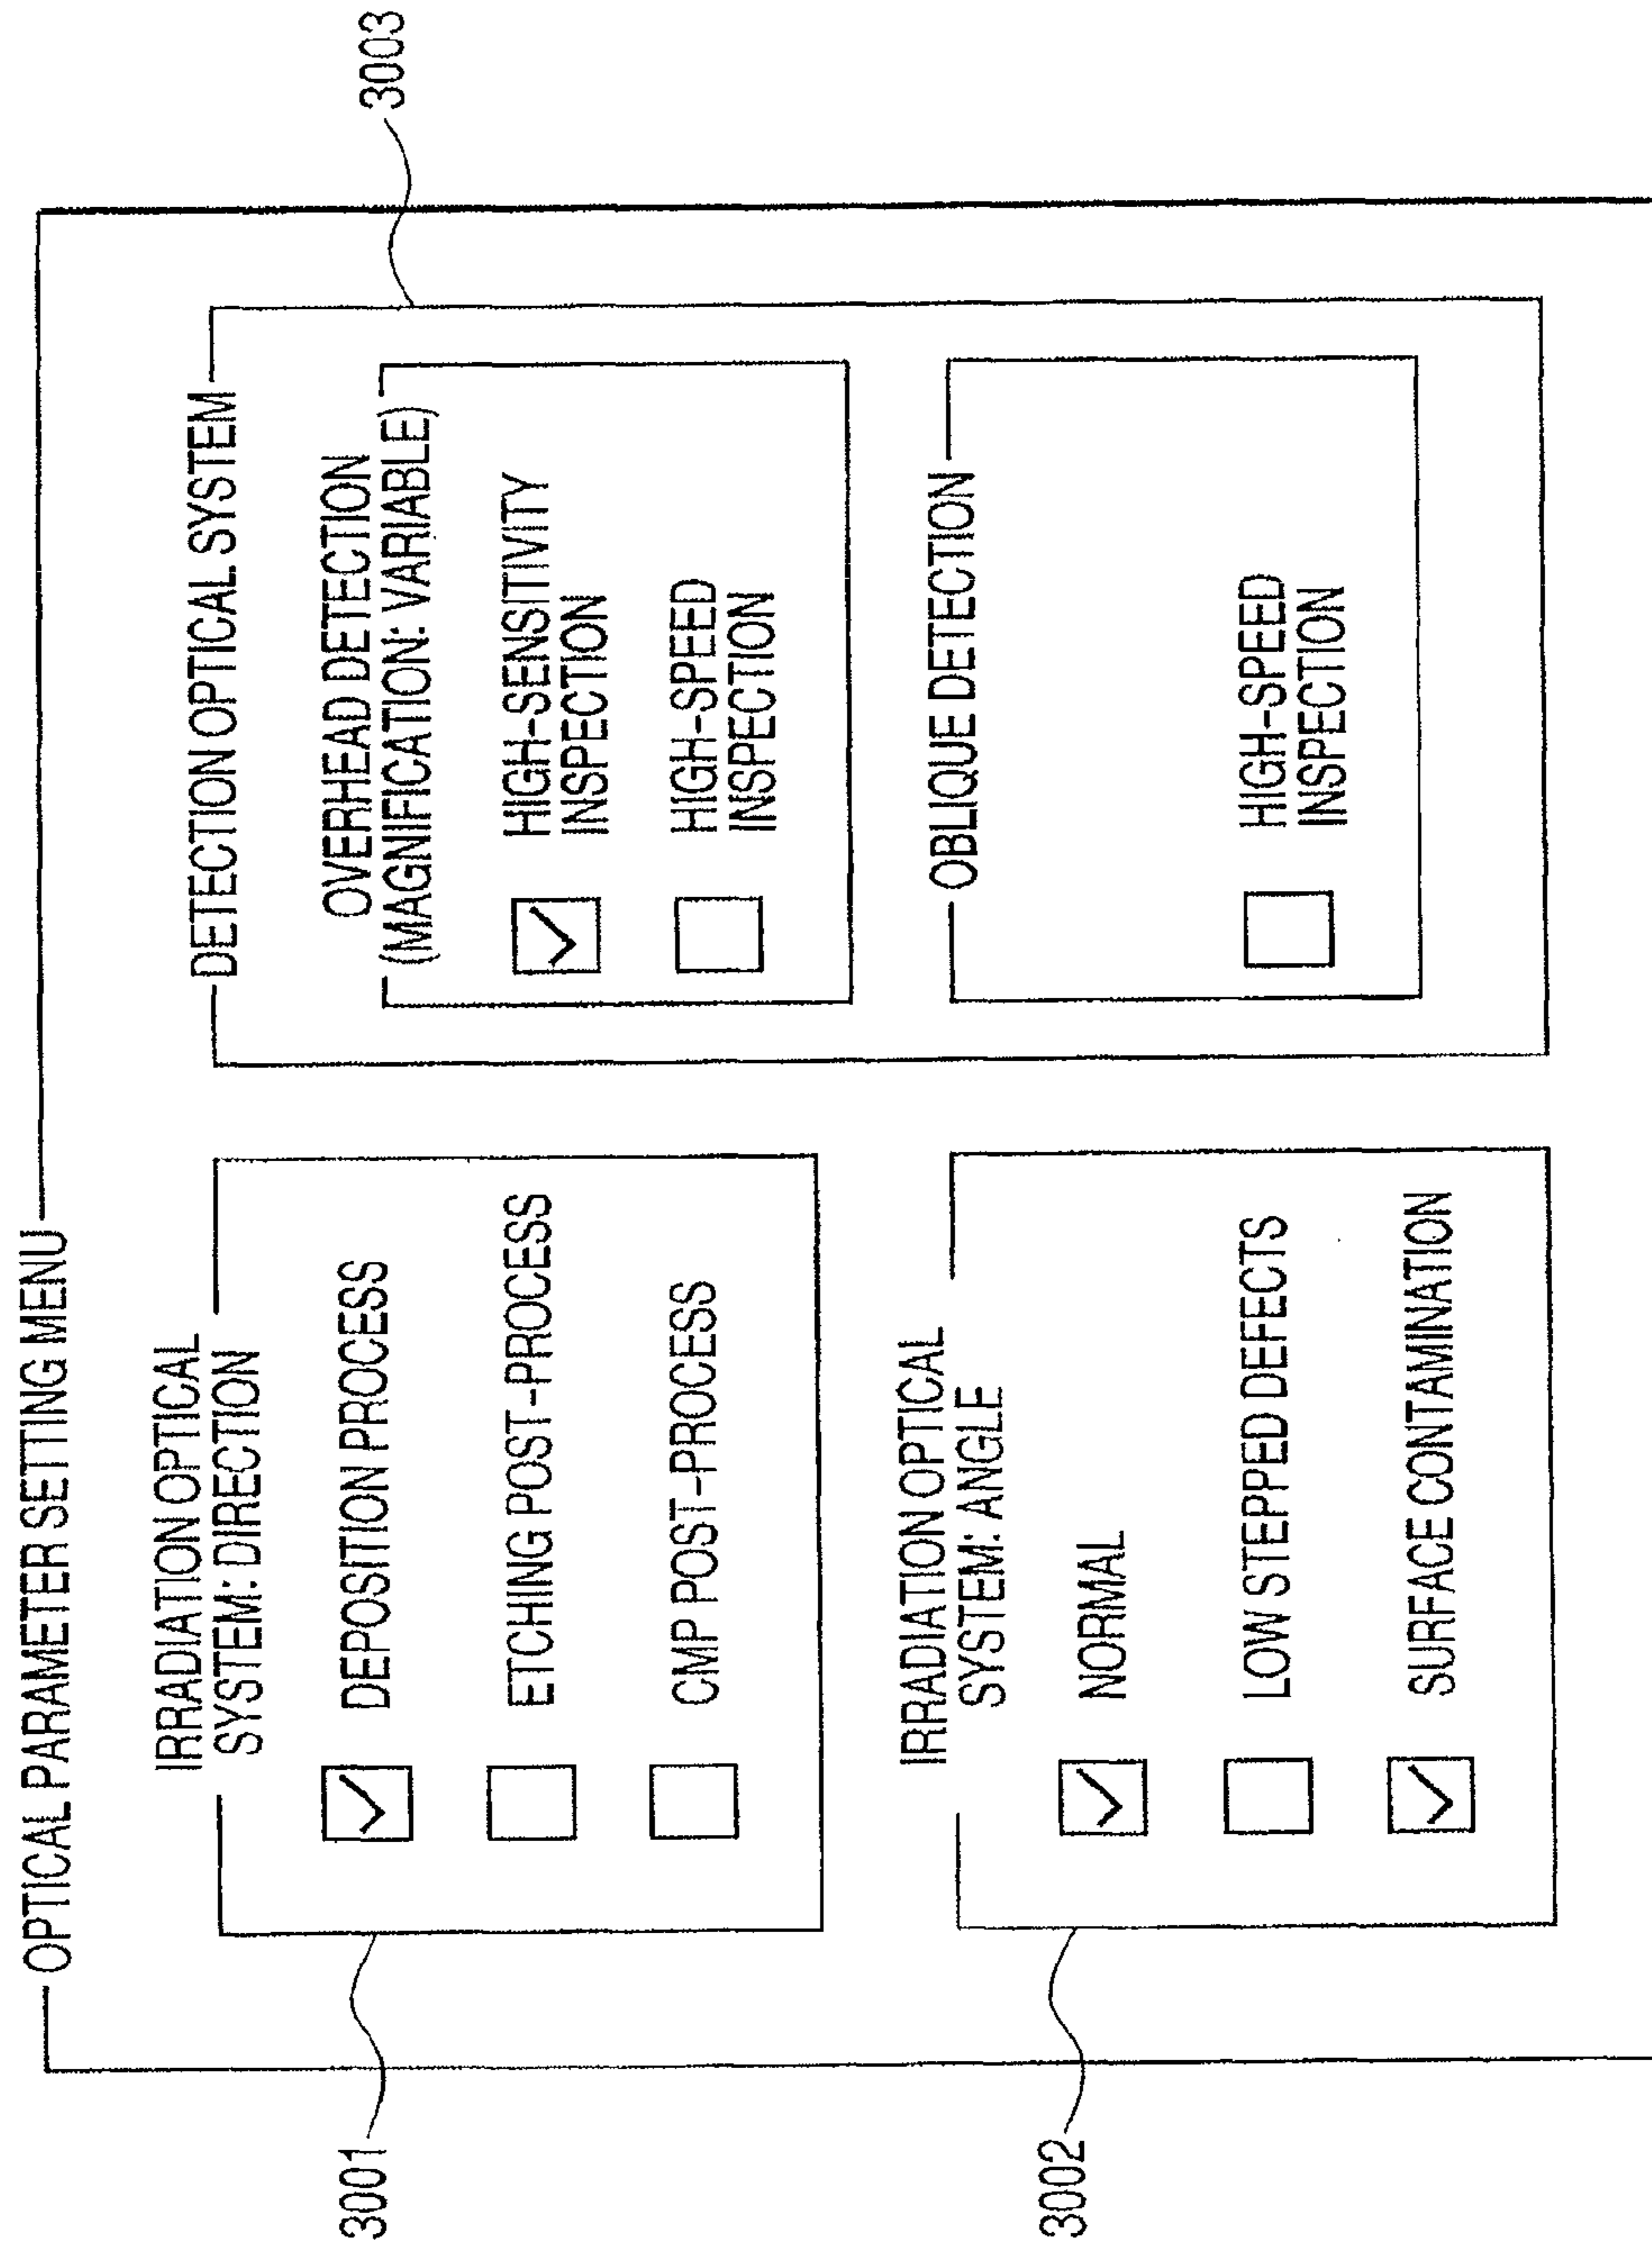 OPTICAL PARAMETER SETTING MENU
IRRADIATION OPTICAL
SYSTEM: DIRECTION
DEPOSITION PROCESS
ETCHING POST-PROCESS
CMP POST-PROCESS
3001
IRRADIATION OPTICAL
SYSTEM: ANGLE
NORMAL
LOW STEPPED DEFECTS
SURFACE CONTAMINATION
3002
DETECTION OPTICAL SYSTEM
3003
OVERHEAD DETECTION
(MAGNIFICATION: VARIABLE)
HIGH-SENSITIVITY
INSPECTION
HIGH-SPEED
INSPECTION
OBLIQUE DETECTION
HIGH-SPEED
INSPECTION